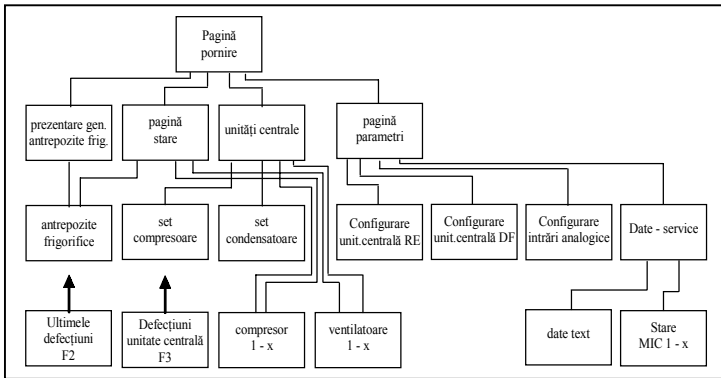 Pagină
pornire
prezentare gen.
antrepozite frig.
pagină
stare
unități centrale
pagină
parametri
antrepozite
frigorifice
set
compresoare
set
condensatoare
Configurare
unit.centrală RE
Configurare
unit.centrală DF
Configurare
intrări analogice
Date - service
Ultimele
defecțiuni
F2
Defecțiuni
unitate centrală
F3
compresor
1 - x
ventilatoare
1 - x
date text
Stare
MIC 1 - x